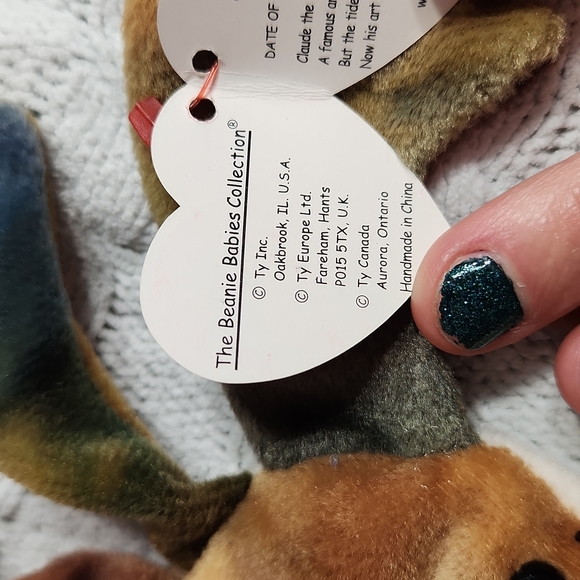 DATE OF
Claude the
A famous ar
But the tide
Now his art
The Beanie Babies Collection®
© Ty Inc.
Oakbrook, IL. U.S.A.
© Ty Europe Ltd.
Fareham, Hants
P015 5TX, U.K.
© Ty Canada
Aurora, Ontario
Handmade in China